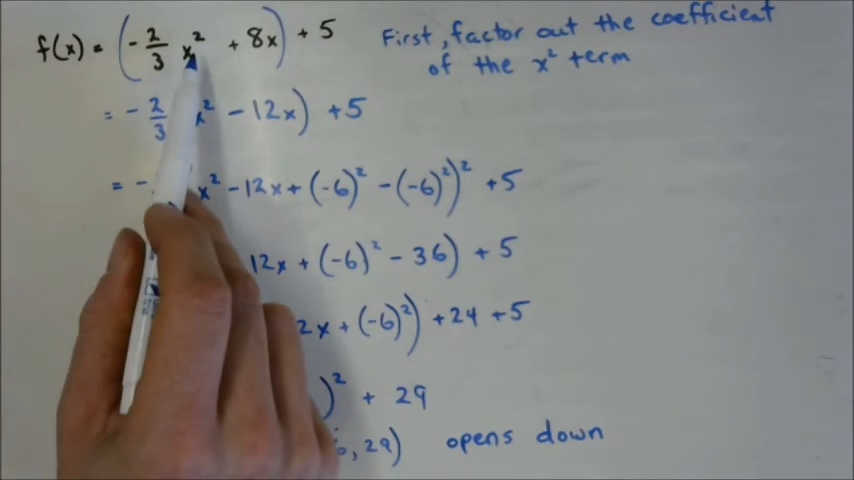 f(x) = (-2/3 x² + 8x) + 5
First, factor out the coefficient
of the x² term
= -2/3 x² - 12x) + 5
= - x² - 12x + (-6)² - (-6)²)² + 5
12x + (-6)² - 36) + 5
2x + (-6)²) + 24 + 5
)² + 29
, 29) opens down